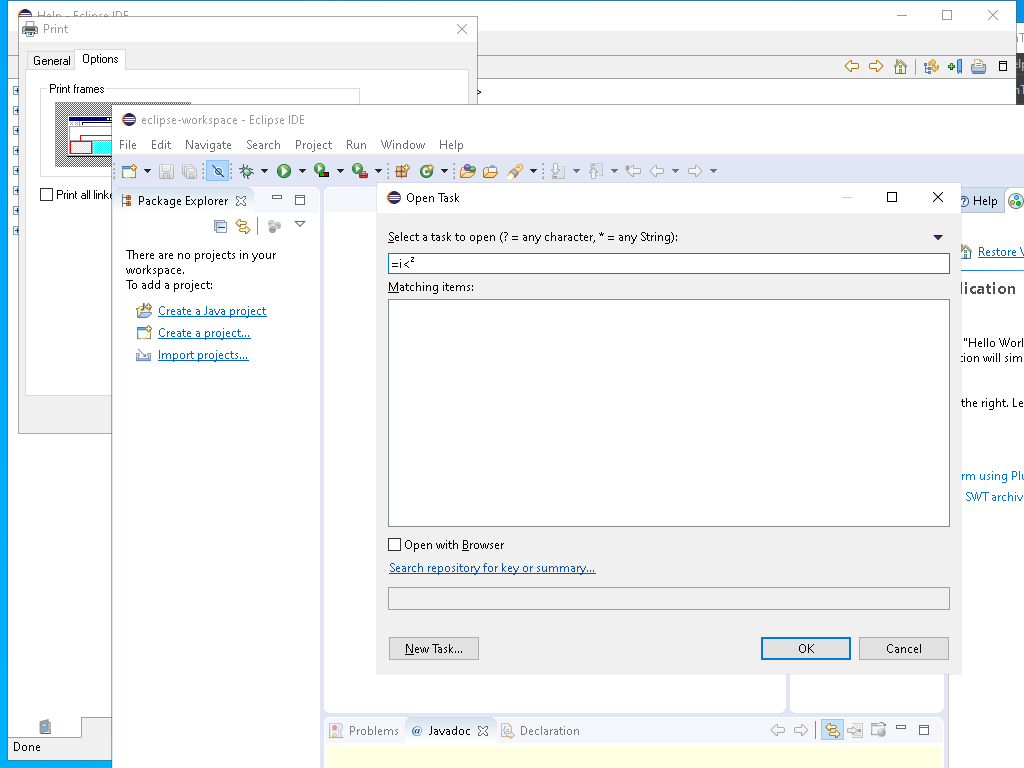 Help - Eclipse IDE
Print
General
Options
Print frames
Print all linke
Done
eclipse-workspace - Eclipse IDE
File Edit Navigate Search Project Run Window Help
Package Explorer
There are no projects in your
workspace.
To add a project:
Create a Java project
Create a project...
Import projects...
Open Task
Select a task to open (? = any character, * = any String):
=i<²
Matching items:
Open with Browser
Search repository for key or summary...
New Task...
OK
Cancel
Help
Restore
lication
"Hello Worl
tion will sim
the right. Le
rm using Plu
SWT archiv
Problems
@ Javadoc
Declaration